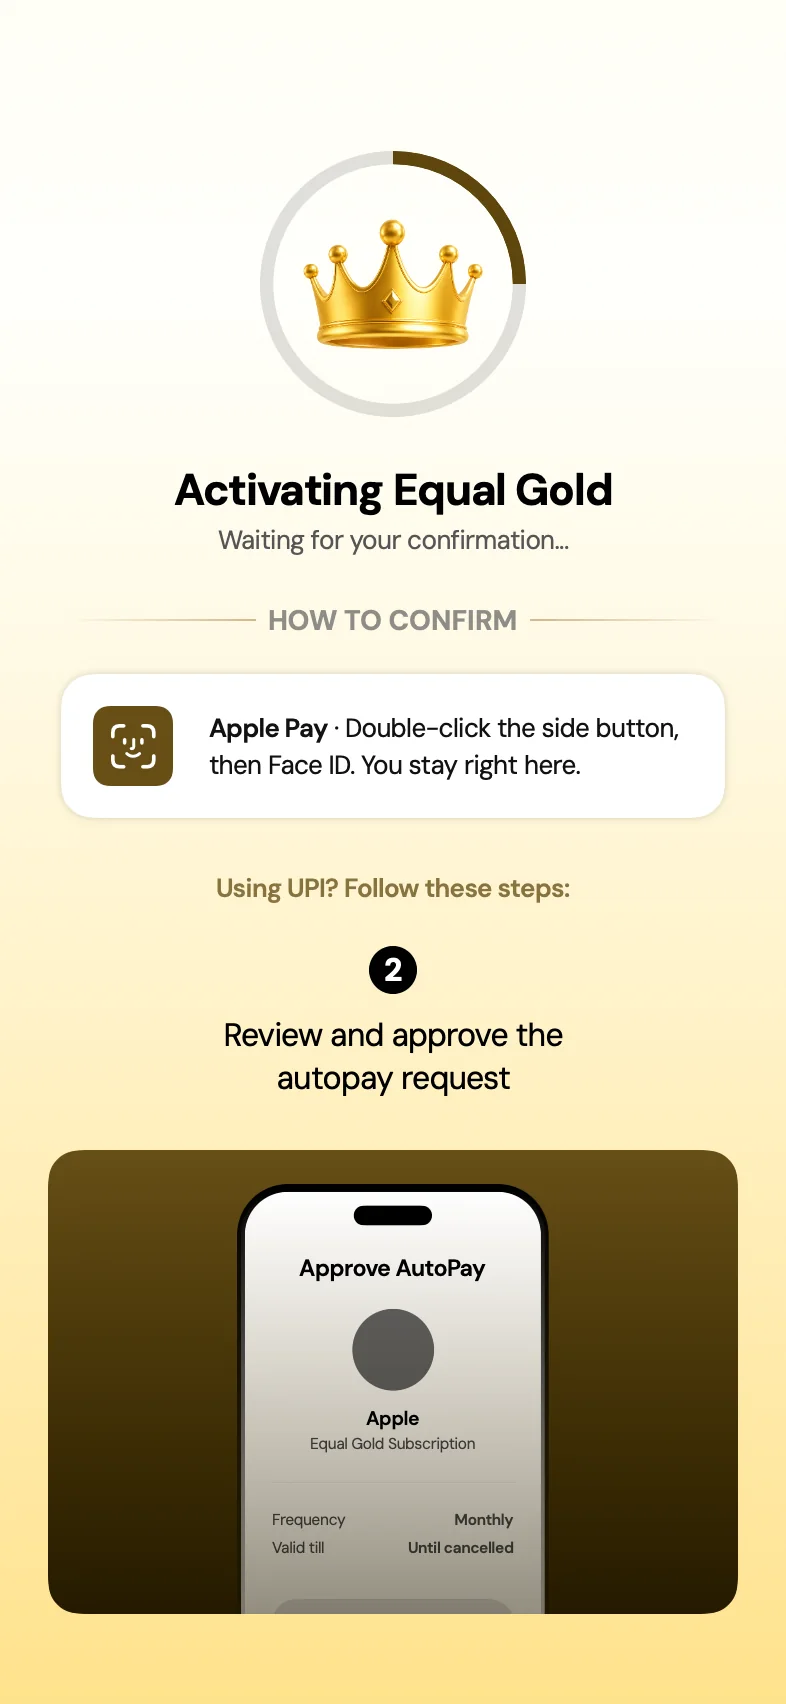 Activating Equal Gold
Waiting for your confirmation...
HOW TO CONFIRM
Apple Pay · Double-click the side button,
then Face ID. You stay right here.
Using UPI? Follow these steps:
2
Review and approve the
autopay request
Approve AutoPay
Apple
Equal Gold Subscription
Frequency Monthly
Valid till Until cancelled